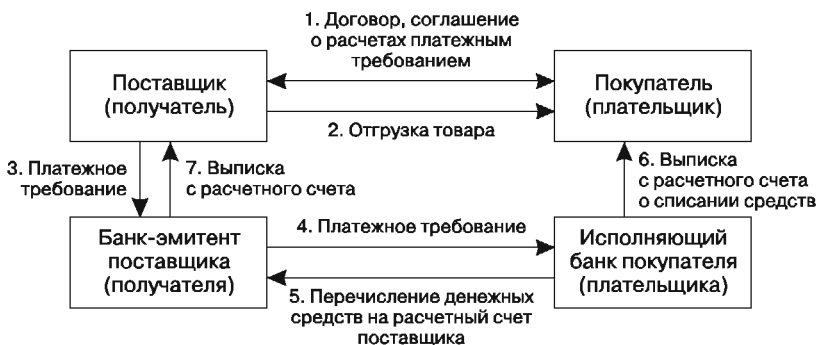 1. Договор, соглашение
о расчетах платежным
требованием
Поставщик
(получатель)
Покупатель
(плательщик)
2. Отгрузка товара
3. Платежное
требование
7. Выписка
с расчетного счета
6. Выписка
с расчетного счета
о списании средств
Банк-эмитент
поставщика
(получателя)
4. Платежное требование
Исполняющий
банк покупателя
(плательщика)
5. Перечисление денежных
средств на расчетный счет
поставщика